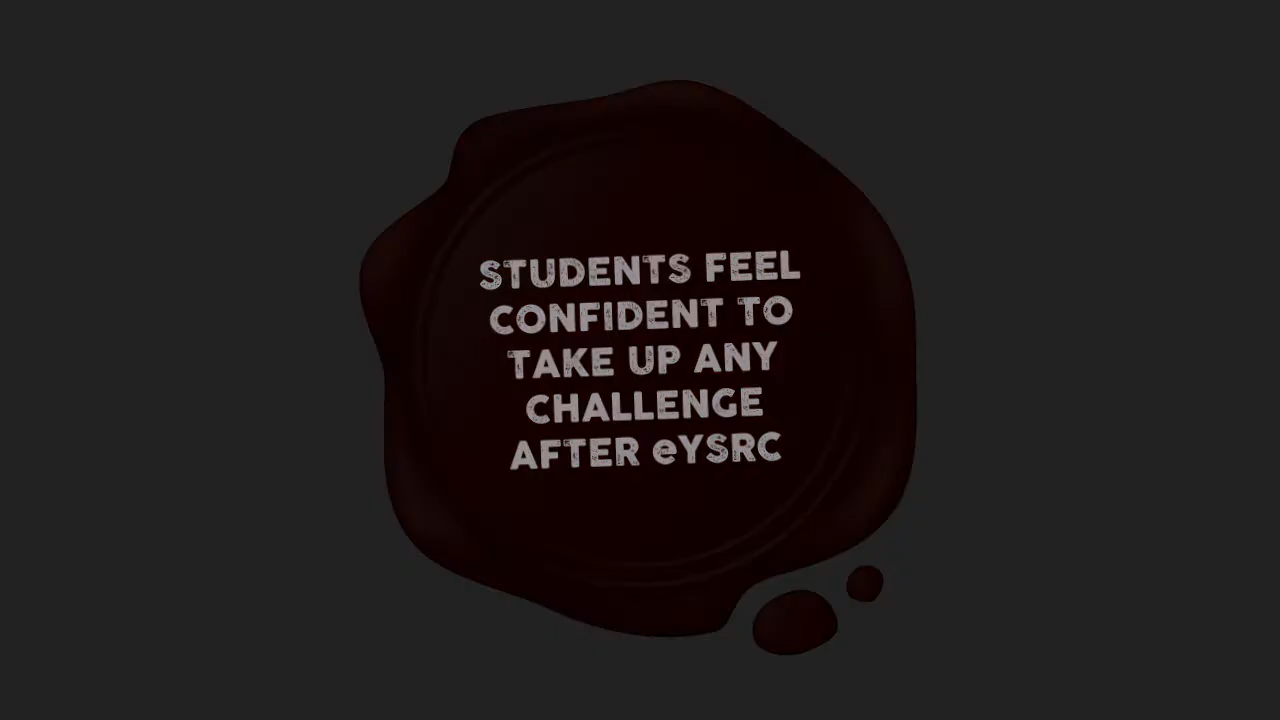 STUDENTS FEEL
CONFIDENT TO
TAKE UP ANY
CHALLENGE
AFTER eYSRC